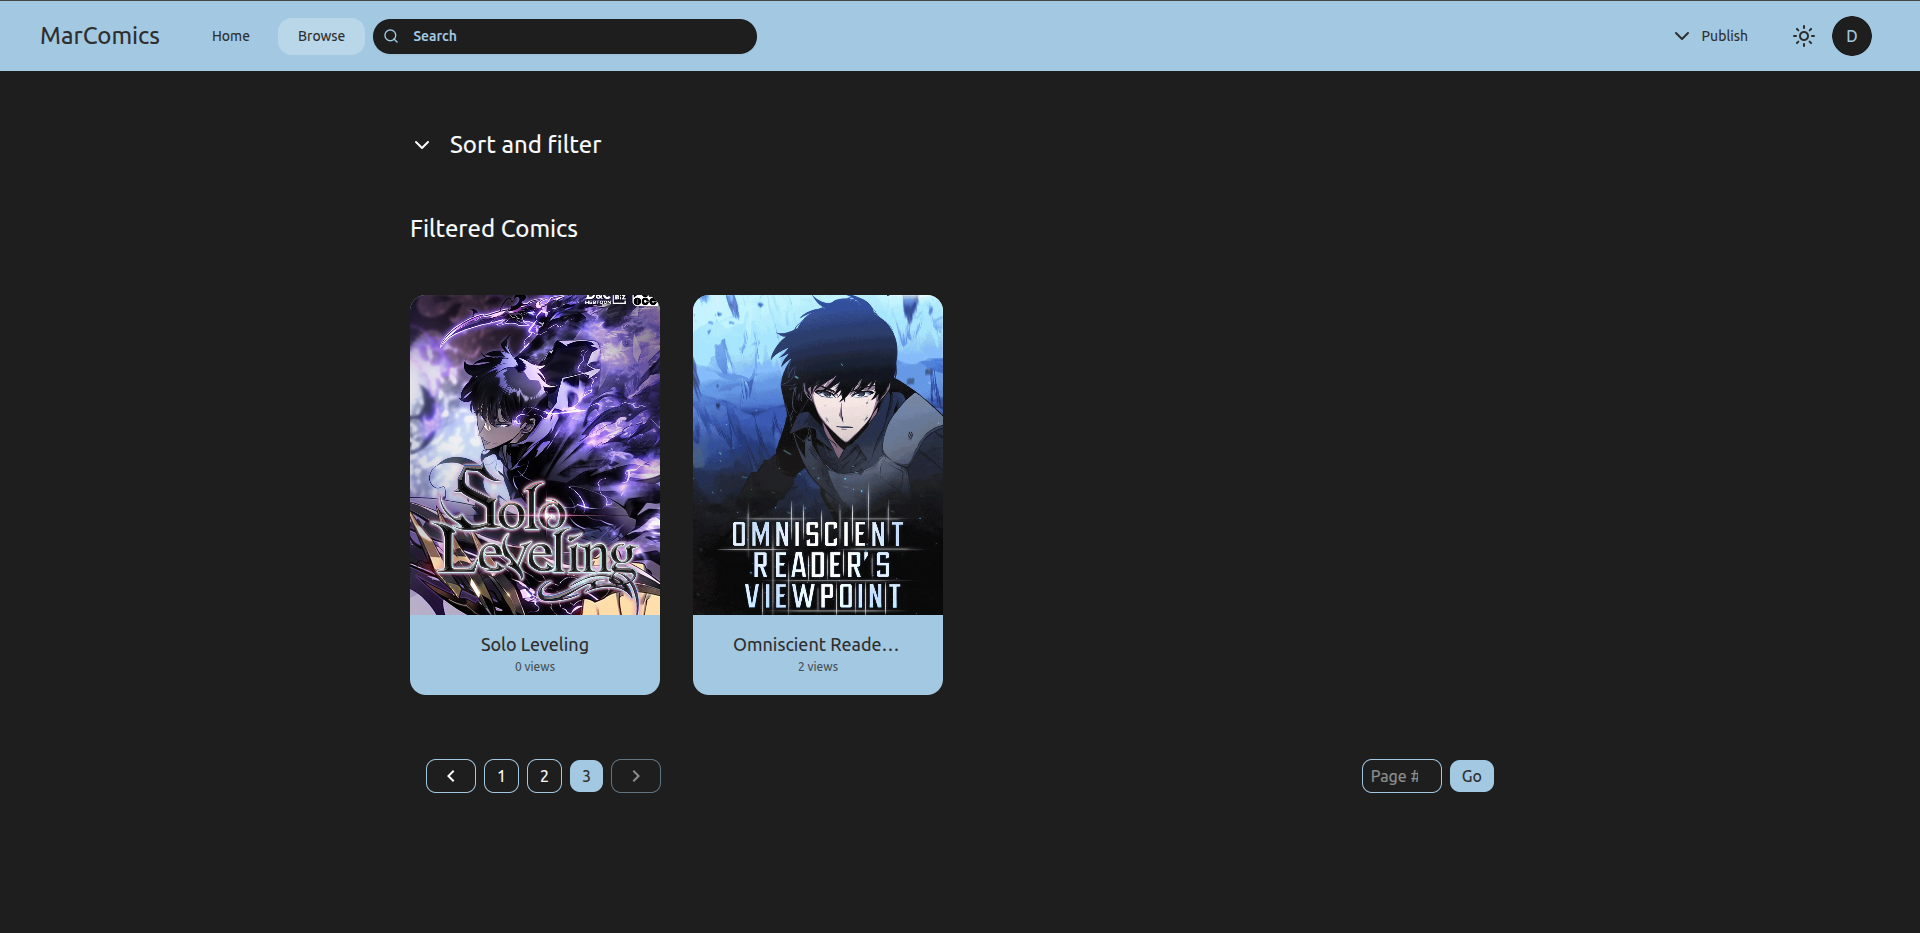 MarComics
Home
Browse
Search
Publish
D
Sort and filter
Filtered Comics
Solo
Leveling
OMNISCIENT
READER'S
VIEWPOINT
Solo Leveling
0 views
Omniscient Reade...
2 views
1
2
3
Page #
Go